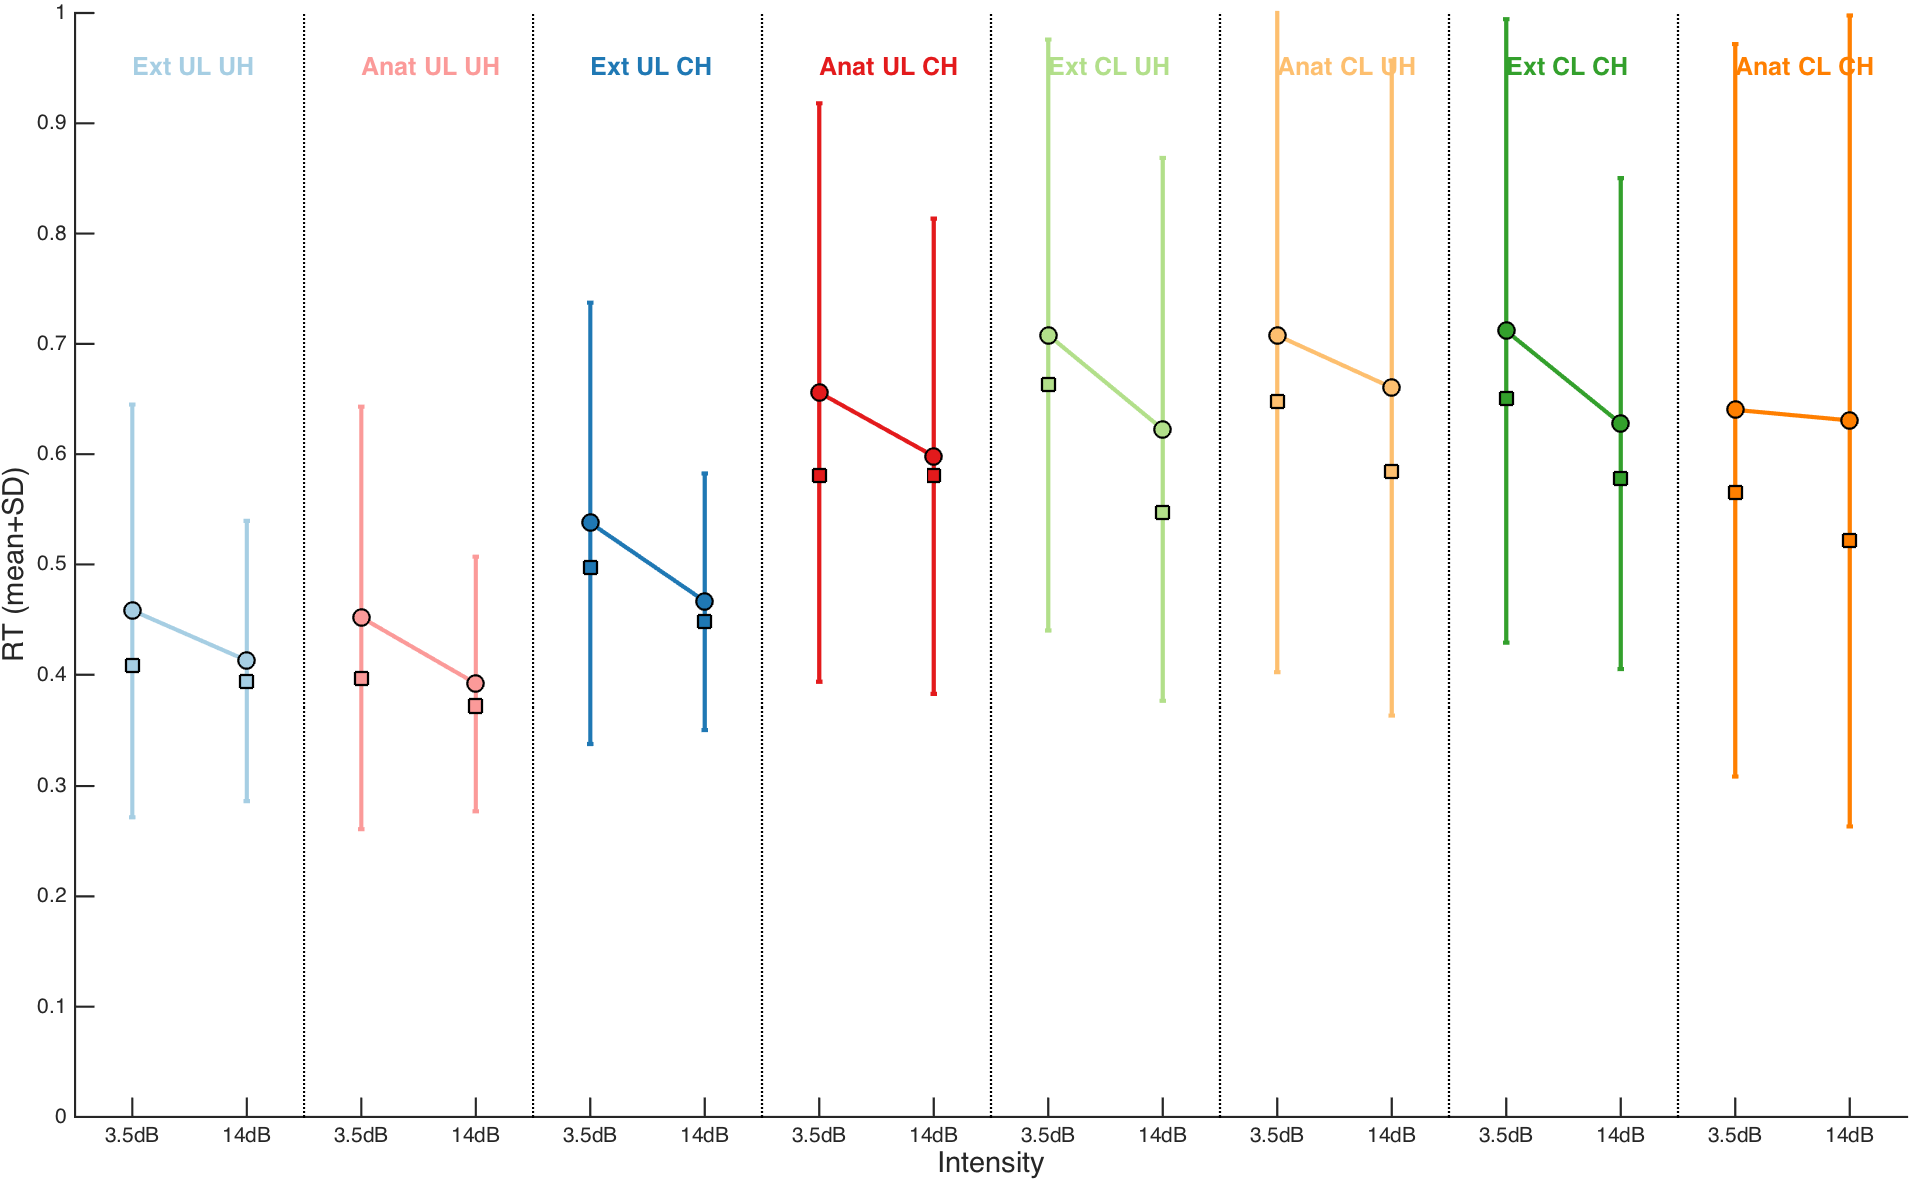 1
Ext UL UH Anat UL UH Ext UL CH Anat UL CH Ext CL UH Anat CL UH Ext CL CH Anat CL CH
0.9
0.8
0.7
0.6
0.5
0.4
0.3
0.2
0.1
0
RT (mean+SD)
3.5dB 14dB 3.5dB 14dB 3.5dB 14dB 3.5dB 14dB 3.5dB 14dB 3.5dB 14dB 3.5dB 14dB 3.5dB 14dB
Intensity